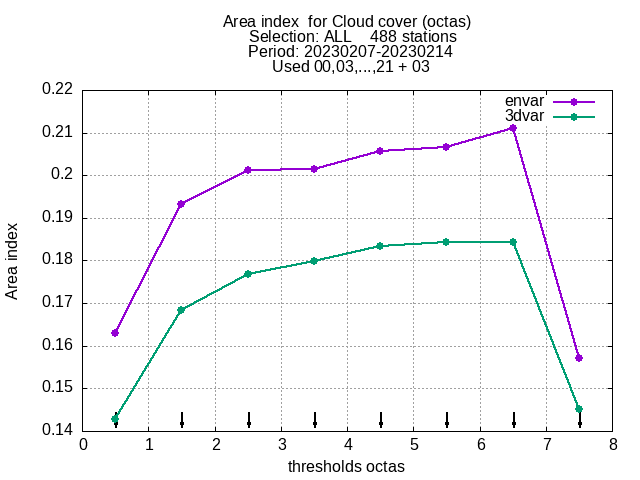 Area index  for Cloud cover (octas)
Selection: ALL    488 stations
Period: 20230207-20230214
Used 00,03,...,21 + 03
envar
3dvar
0.22
0.21
0.2
0.19
0.18
0.17
0.16
0.15
0.14
Area index
0 1 2 3 4 5 6 7 8
thresholds octas